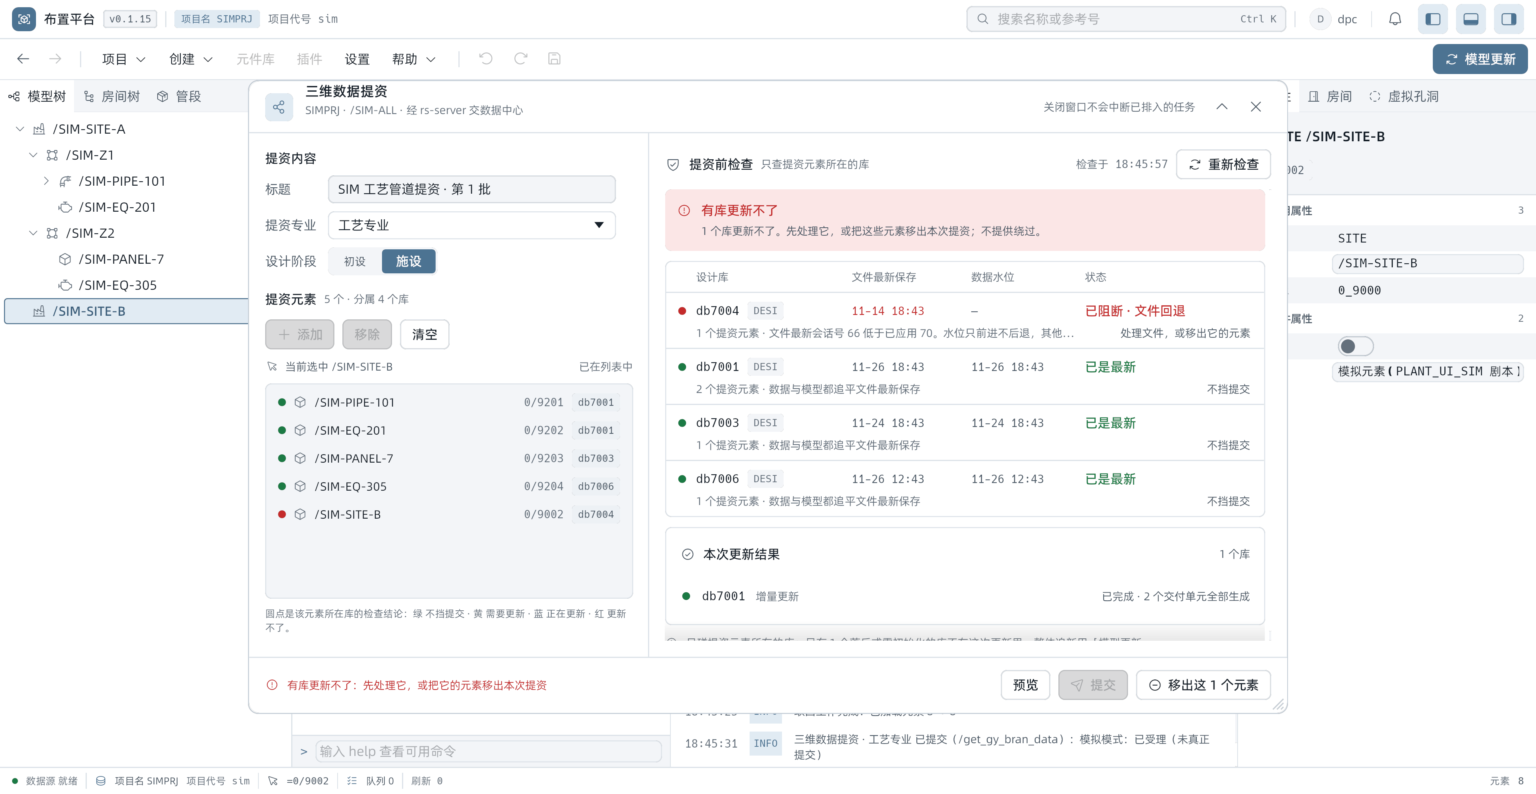 布置平台 v0.1.15 项目名 SIMPRJ 项目代号 sim 搜索名称或参考号 Ctrl K D dpc
项目 创建 元件库 插件 设置 帮助 模型更新
模型树 房间树 管段
/SIM-SITE-A
/SIM-Z1
/SIM-PIPE-101
/SIM-EQ-201
/SIM-Z2
/SIM-PANEL-7
/SIM-EQ-305
/SIM-SITE-B
三维数据提资
SIMPRJ · /SIM-ALL · 经 rs-server 交数据中心
关闭窗口不会中断已排入的任务
提资内容
标题 SIM 工艺管道提资 · 第 1 批
提资专业 工艺专业
设计阶段 初设 施设
提资元素 5 个 · 分属 4 个库
添加 移除 清空
当前选中 /SIM-SITE-B 已在列表中
/SIM-PIPE-101 0/9201 db7001
/SIM-EQ-201 0/9202 db7001
/SIM-PANEL-7 0/9203 db7003
/SIM-EQ-305 0/9204 db7006
/SIM-SITE-B 0/9002 db7004
圆点是该元素所在库的检查结论：绿 不挡提交 · 黄 需要更新 · 蓝 正在更新 · 红 更新
不了。
提资前检查 只查提资元素所在的库 检查于 18:45:57 重新检查
有库更新不了
1 个库更新不了。先处理它，或把这些元素移出本次提资；不提供绕过。
设计库 文件最新保存 数据水位 状态
db7004 DESI 11-14 18:43 — 已阻断 · 文件回退
1 个提资元素 · 文件最新会话号 66 低于已应用 70。水位只前进不后退，其他… 处理文件，或移出它的元素
db7001 DESI 11-26 18:43 11-26 18:43 已是最新
2 个提资元素 · 数据与模型都追平文件最新保存 不挡提交
db7003 DESI 11-24 18:43 11-24 18:43 已是最新
1 个提资元素 · 数据与模型都追平文件最新保存 不挡提交
db7006 DESI 11-26 12:43 11-26 12:43 已是最新
1 个提资元素 · 数据与模型都追平文件最新保存 不挡提交
本次更新结果 1 个库
db7001 增量更新 已完成 · 2 个交付单元全部生成
有库更新不了：先处理它，或把它的元素移出本次提资
预览 提交 移出这 1 个元素
房间 虚拟孔洞
TE /SIM-SITE-B
002
属性 3
SITE
/SIM-SITE-B
0_9000
属性 2
模拟元素(PLANT_UI_SIM 剧本)
> 输入 help 查看可用命令
18:45:31 INFO 三维数据提资 · 工艺专业 已提交（/get_gy_bran_data）：模拟模式：已受理（未真正
提交）
数据源 就绪 项目名 SIMPRJ 项目代号 sim =0/9002 队列 0 刷新 0 元素 8